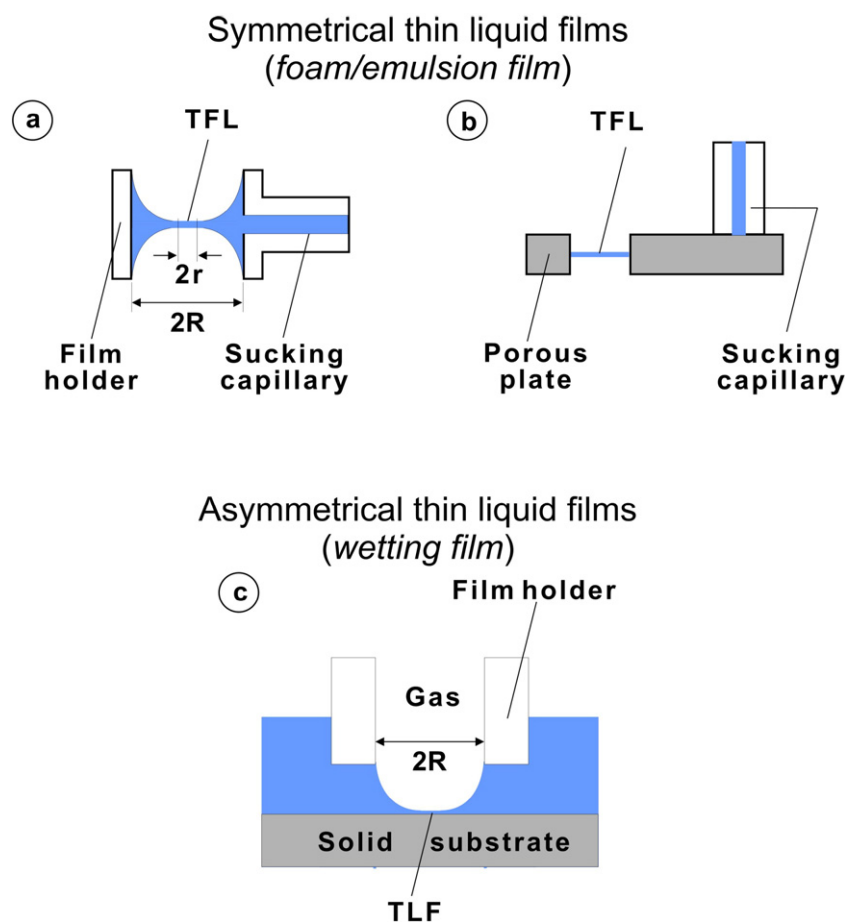 Symmetrical thin liquid films
(foam/emulsion film)
a
TFL
2r
2R
Film
holder
Sucking
capillary
b
TFL
Porous
plate
Sucking
capillary
Asymmetrical thin liquid films
(wetting film)
c
Film holder
Gas
2R
Solid substrate
TLF